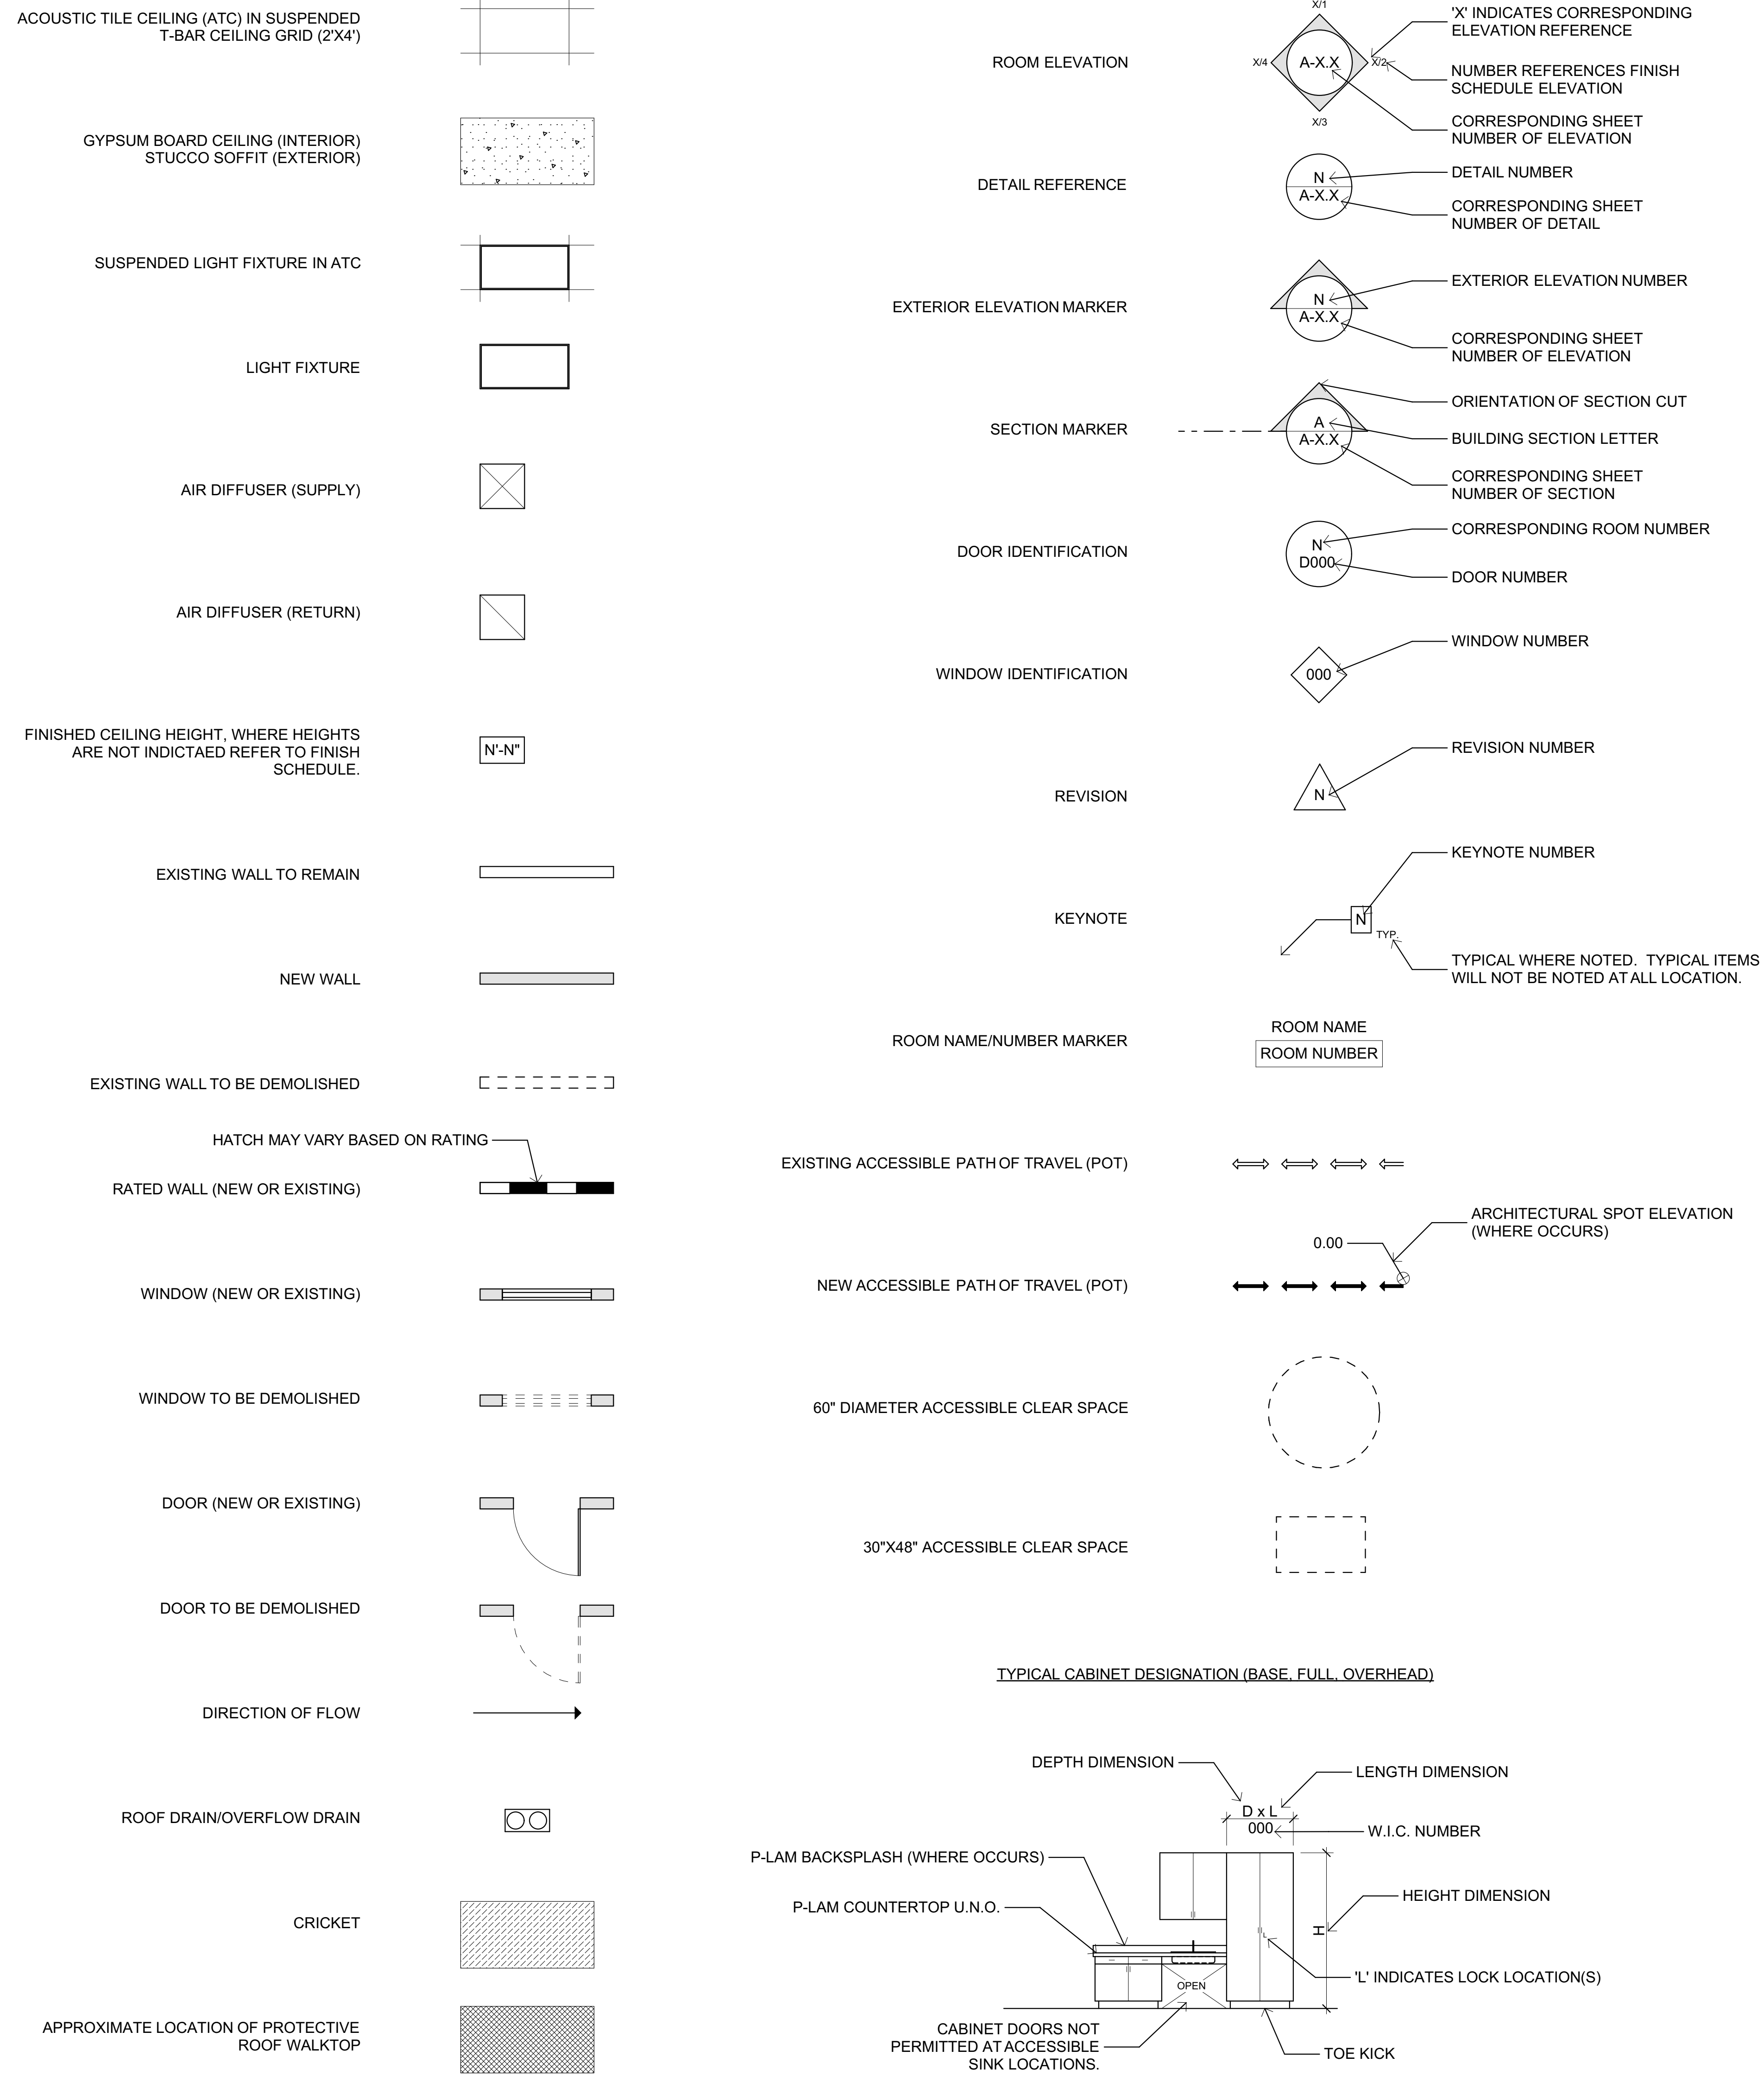 ACOUSTIC TILE CEILING (ATC) IN SUSPENDED
T-BAR CEILING GRID (2'X4')
GYPSUM BOARD CEILING (INTERIOR)
STUCCO SOFFIT (EXTERIOR)
SUSPENDED LIGHT FIXTURE IN ATC
LIGHT FIXTURE
AIR DIFFUSER (SUPPLY)
AIR DIFFUSER (RETURN)
FINISHED CEILING HEIGHT, WHERE HEIGHTS
ARE NOT INDICTAED REFER TO FINISH
SCHEDULE.
N'-N"
EXISTING WALL TO REMAIN
NEW WALL
EXISTING WALL TO BE DEMOLISHED
HATCH MAY VARY BASED ON RATING
RATED WALL (NEW OR EXISTING)
WINDOW (NEW OR EXISTING)
WINDOW TO BE DEMOLISHED
DOOR (NEW OR EXISTING)
DOOR TO BE DEMOLISHED
DIRECTION OF FLOW
ROOF DRAIN/OVERFLOW DRAIN
CRICKET
APPROXIMATE LOCATION OF PROTECTIVE
ROOF WALKTOP
ROOM ELEVATION
X/1
X/4
A-X.X
X/2
X/3
'X' INDICATES CORRESPONDING
ELEVATION REFERENCE
NUMBER REFERENCES FINISH
SCHEDULE ELEVATION
CORRESPONDING SHEET
NUMBER OF ELEVATION
DETAIL REFERENCE
N
A-X.X
DETAIL NUMBER
CORRESPONDING SHEET
NUMBER OF DETAIL
EXTERIOR ELEVATION MARKER
N
A-X.X
EXTERIOR ELEVATION NUMBER
CORRESPONDING SHEET
NUMBER OF ELEVATION
SECTION MARKER
A
A-X.X
ORIENTATION OF SECTION CUT
BUILDING SECTION LETTER
CORRESPONDING SHEET
NUMBER OF SECTION
DOOR IDENTIFICATION
N
D000
CORRESPONDING ROOM NUMBER
DOOR NUMBER
WINDOW IDENTIFICATION
000
WINDOW NUMBER
REVISION
N
REVISION NUMBER
KEYNOTE
N
TYP.
KEYNOTE NUMBER
TYPICAL WHERE NOTED. TYPICAL ITEMS
WILL NOT BE NOTED AT ALL LOCATION.
ROOM NAME/NUMBER MARKER
ROOM NAME
ROOM NUMBER
EXISTING ACCESSIBLE PATH OF TRAVEL (POT)
NEW ACCESSIBLE PATH OF TRAVEL (POT)
0.00
ARCHITECTURAL SPOT ELEVATION
(WHERE OCCURS)
60" DIAMETER ACCESSIBLE CLEAR SPACE
30"X48" ACCESSIBLE CLEAR SPACE
TYPICAL CABINET DESIGNATION (BASE, FULL, OVERHEAD)
DEPTH DIMENSION
LENGTH DIMENSION
D x L
000
W.I.C. NUMBER
P-LAM BACKSPLASH (WHERE OCCURS)
P-LAM COUNTERTOP U.N.O.
HEIGHT DIMENSION
H
L
'L' INDICATES LOCK LOCATION(S)
OPEN
CABINET DOORS NOT
PERMITTED AT ACCESSIBLE
SINK LOCATIONS.
TOE KICK